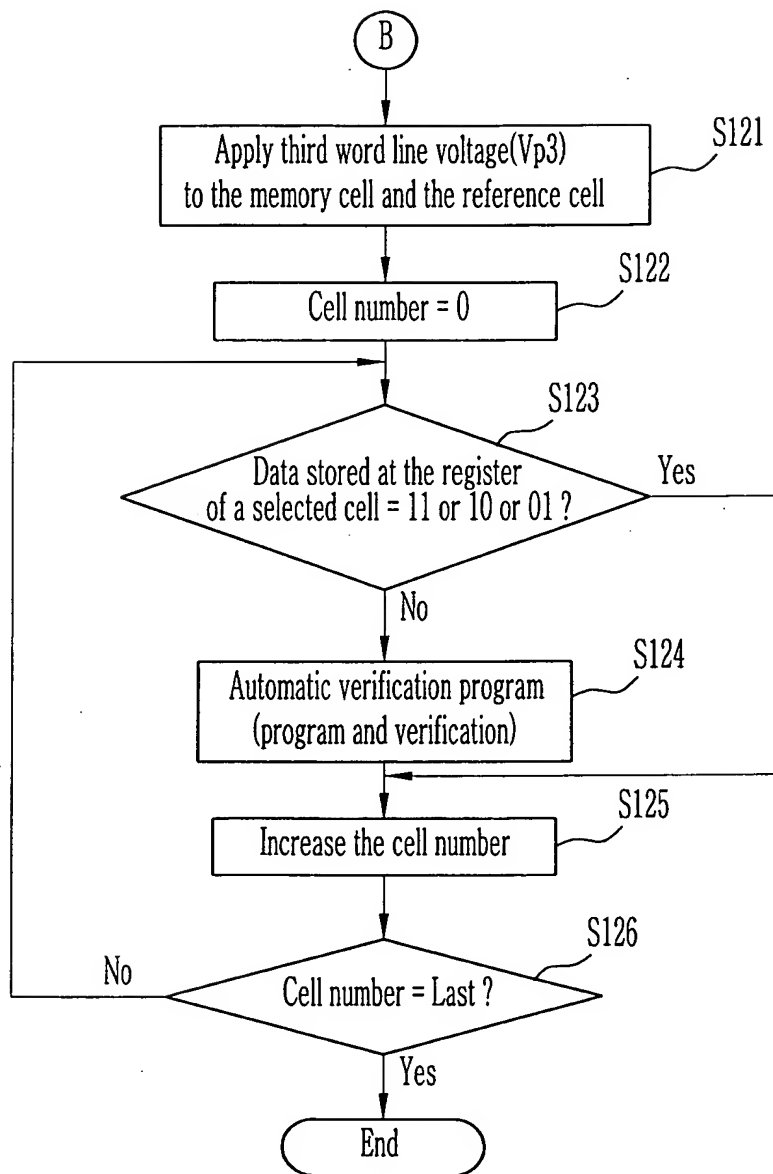 B
S121
Apply third word line voltage(Vp3)
to the memory cell and the reference cell
S122
Cell number = 0
S123
Data stored at the register
of a selected cell = 11 or 10 or 01 ?
Yes
No
S124
Automatic verification program
(program and verification)
S125
Increase the cell number
S126
No
Cell number = Last ?
Yes
End